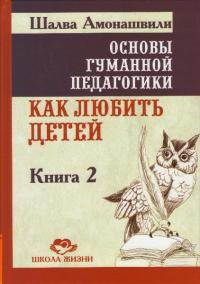 Шалва Амонашвили
ОСНОВЫ
ГУМАННОЙ
ПЕДАГОГИКИ
КАК ЛЮБИТЬ
ДЕТЕЙ
Книга 2
ШКОЛА ЖИЗНИ